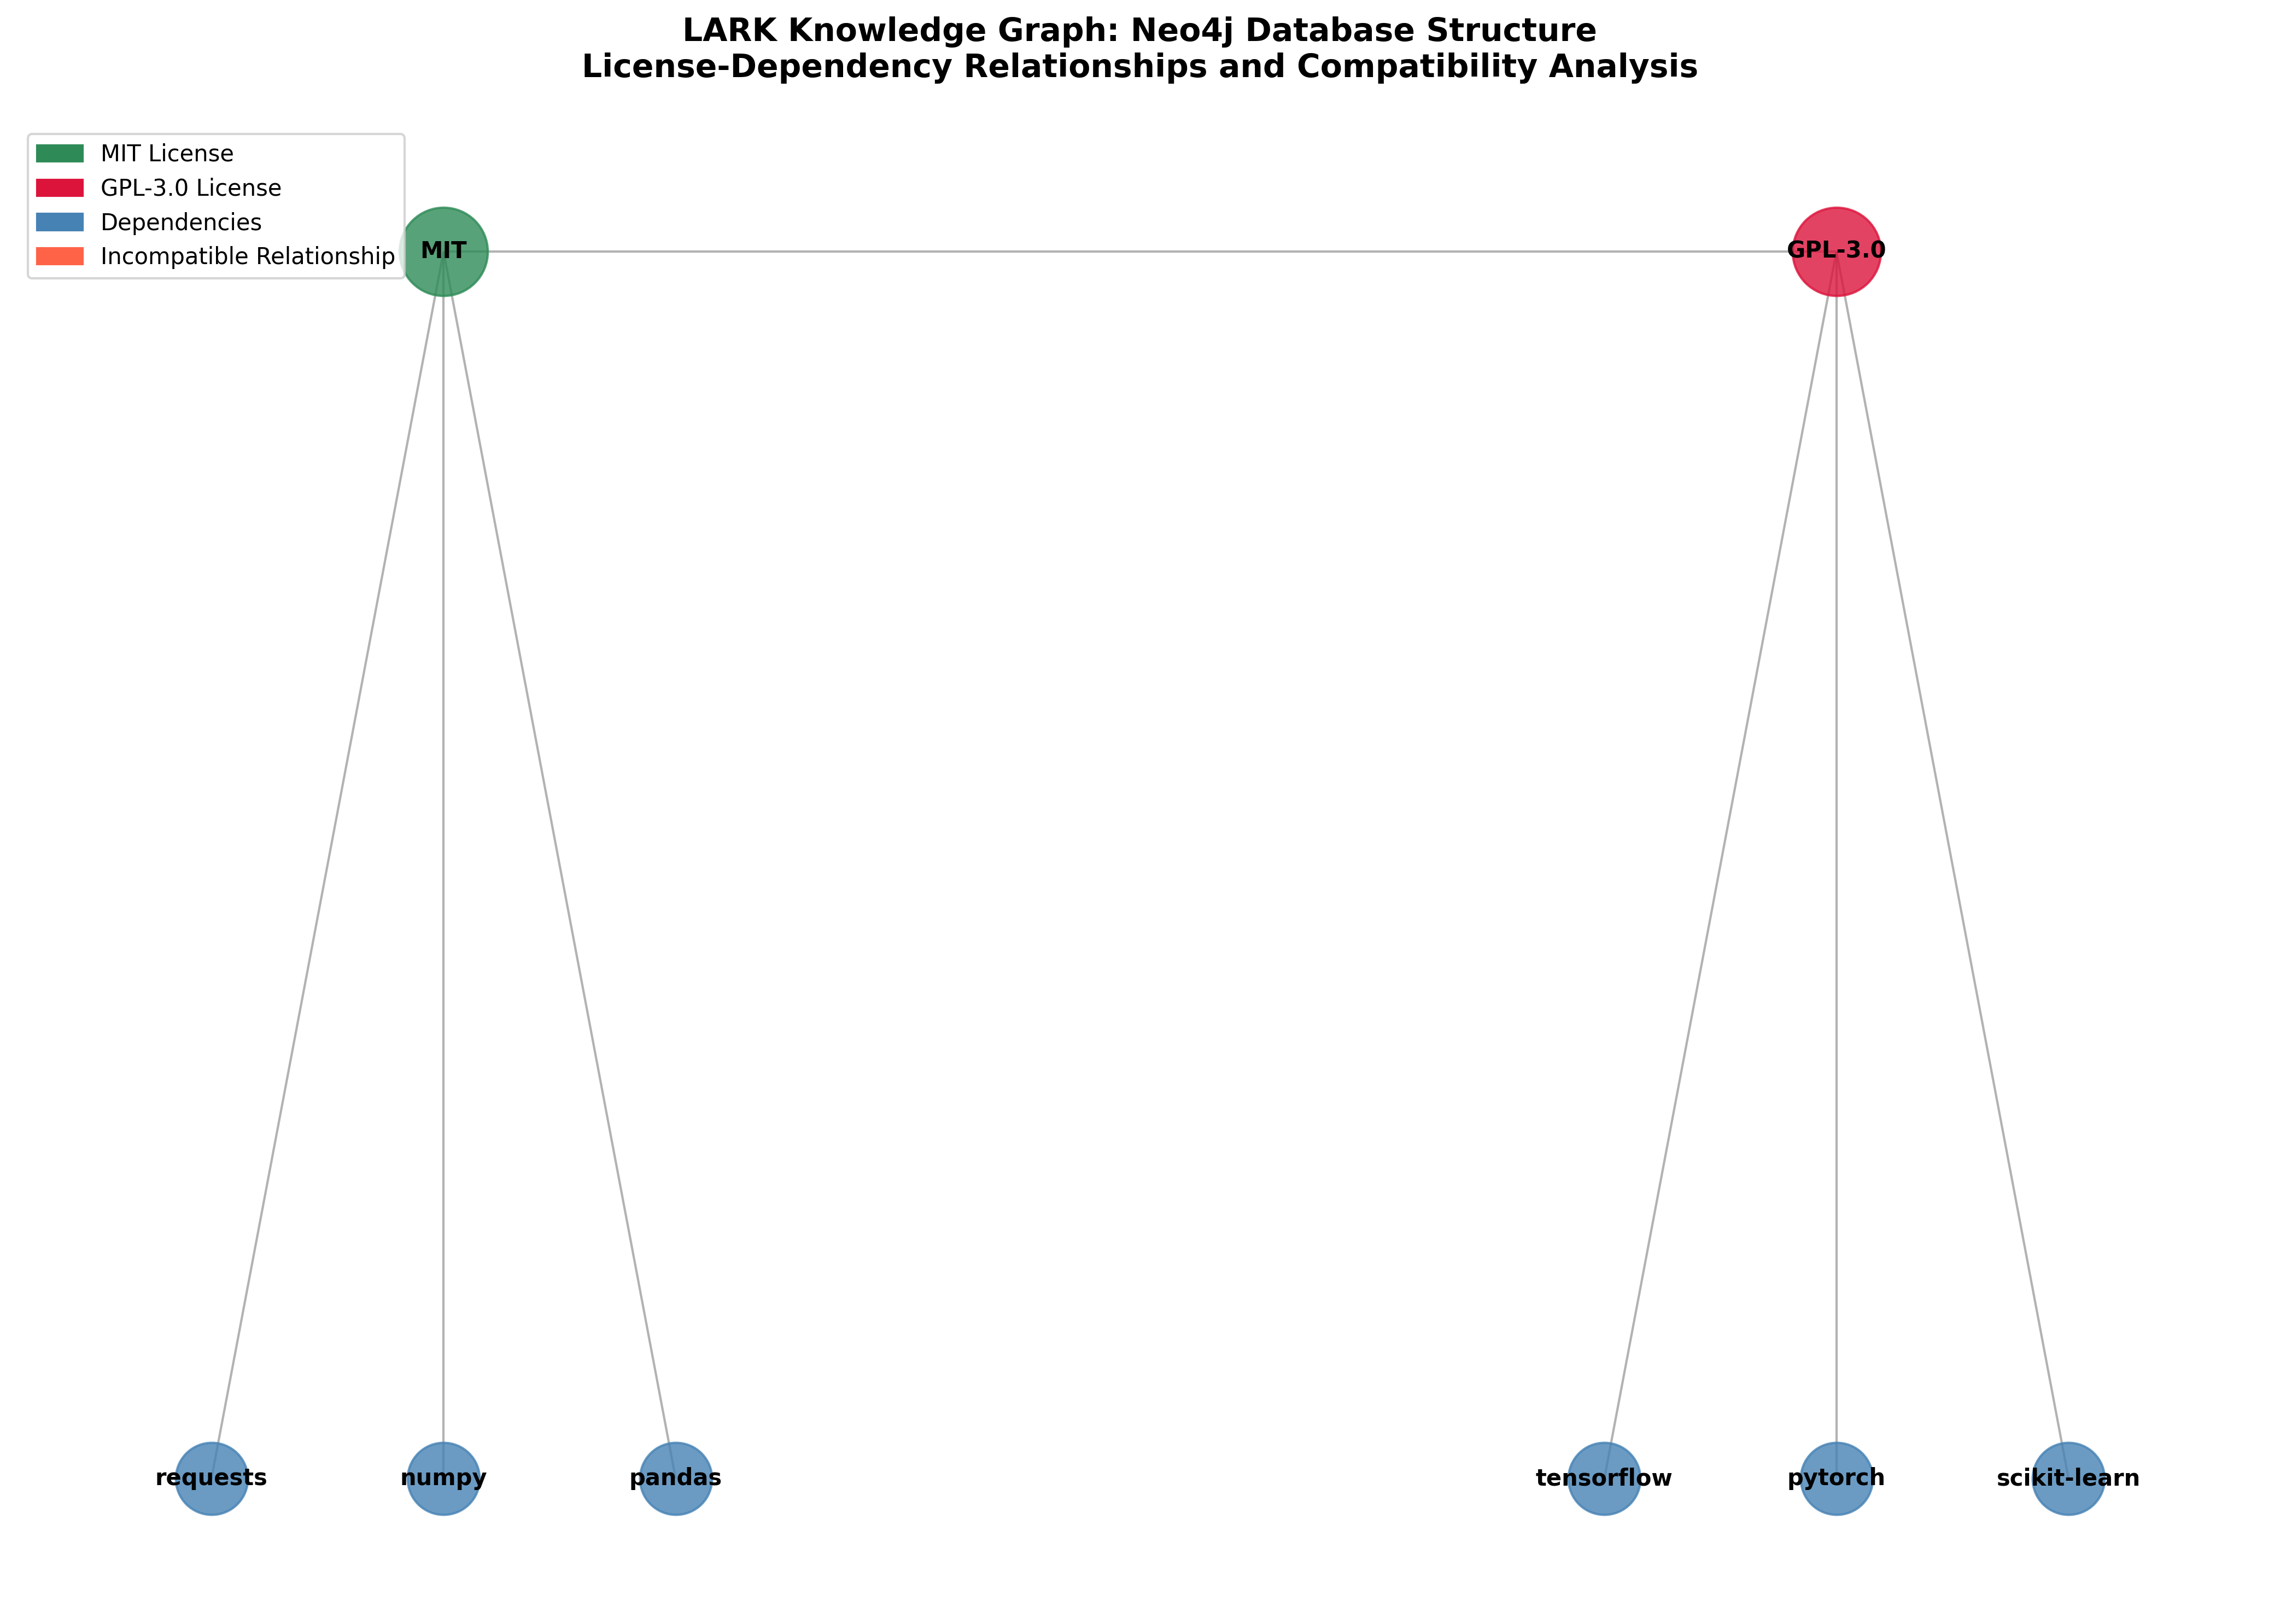 LARK Knowledge Graph: Neo4j Database Structure
License-Dependency Relationships and Compatibility Analysis
MIT License
GPL-3.0 License
Dependencies
Incompatible Relationship
MIT
GPL-3.0
requests
numpy
pandas
tensorflow
pytorch
scikit-learn